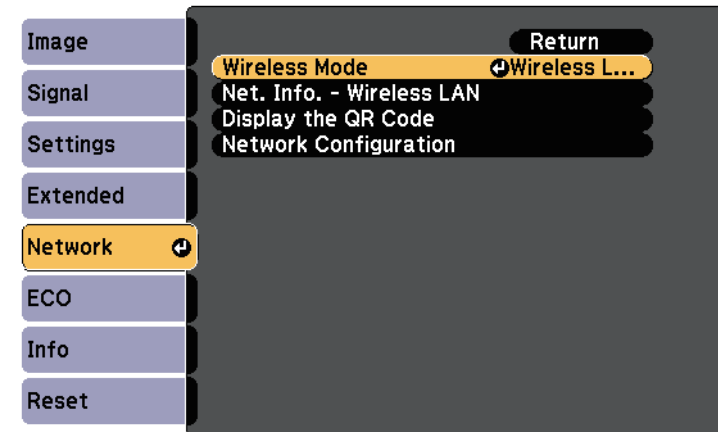 Image
Signal
Settings
Extended
Network
ECO
Info
Reset
Return
Wireless Mode Wireless L...
Net. Info. - Wireless LAN
Display the QR Code
Network Configuration